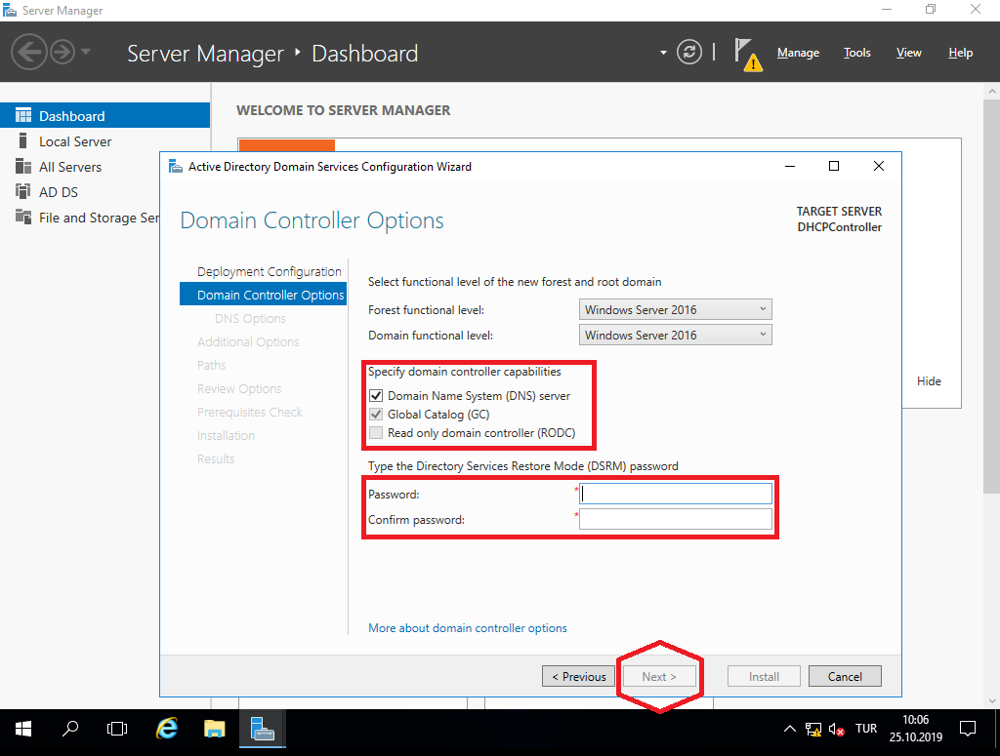 Server Manager
Server Manager ‣ Dashboard
Manage Tools View Help
Dashboard
Local Server
All Servers
AD DS
File and Storage Ser
WELCOME TO SERVER MANAGER
Active Directory Domain Services Configuration Wizard
Domain Controller Options
TARGET SERVER
DHCPController
Deployment Configuration
Domain Controller Options
DNS Options
Additional Options
Paths
Review Options
Prerequisites Check
Installation
Results
Select functional level of the new forest and root domain
Forest functional level: Windows Server 2016
Domain functional level: Windows Server 2016
Specify domain controller capabilities
Domain Name System (DNS) server
Global Catalog (GC)
Read only domain controller (RODC)
Type the Directory Services Restore Mode (DSRM) password
Password: *
Confirm password: *
More about domain controller options
Hide
< Previous Next > Install Cancel
TUR
10:06
25.10.2019